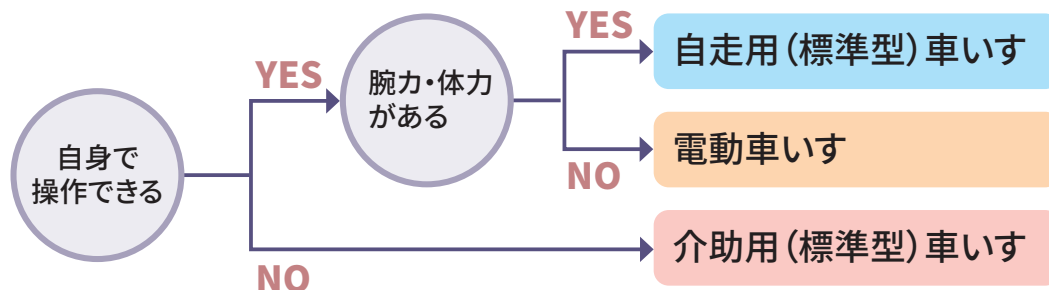 自身で
操作できる
YES
腕力・体力
がある
YES
自走用(標準型)車いす
NO
電動車いす
NO
介助用(標準型)車いす